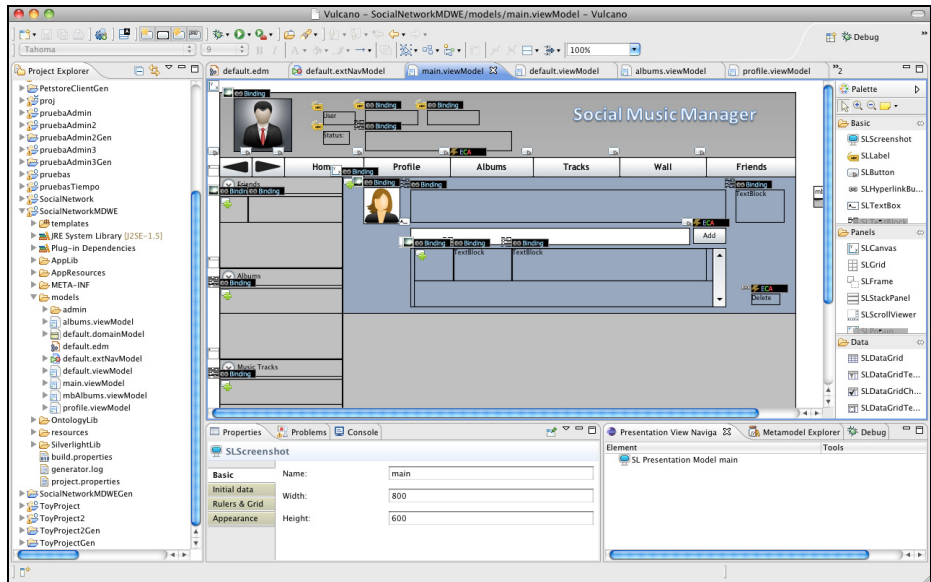 Vulcano - SocialNetworkMDWE/models/main.viewModel - Vulcano
100%
Debug
Tahoma
9
B
I
A
Project Explorer
PetstoreClientGen
proj
pruebaAdmin
pruebaAdmin2
pruebaAdmin2Gen
pruebaAdmin3
pruebaAdmin3Gen
pruebas
pruebasTiempo
SocialNetwork
SocialNetworkMDWE
templates
JRE System Library [J2SE-1.5]
Plug-in Dependencies
AppLib
AppResources
META-INF
models
admin
albums.viewModel
default.domainModel
default.edm
default.extNavModel
default.viewModel
main.viewModel
mbAlbums.viewModel
profile.viewModel
OntologyLib
resources
SilverlightLib
build.properties
generator.log
project.properties
SocialNetworkMDWEGen
ToyProject
ToyProject2
ToyProject2Gen
ToyProjectGen
default.edm
default.extNavModel
main.viewModel
default.viewModel
albums.viewModel
profile.viewModel
2
Binding
Binding
Binding
User
Binding
Status:
Social Music Manager
ECA
Home
Profile
Albums
Tracks
Wall
Friends
Binding
Friends
Binding
Binding
Binding
Binding
Binding
TextBlock
ECA
Add
Binding
Binding
Binding
TextBlock
TextBlock
Albums
Binding
ECA
Delete
Music Tracks
Binding
Palette
Basic
SLScreenshot
SLLabel
SLButton
SLHyperlinkBu...
SLTextBox
Panels
SLCanvas
SLGrid
SLFrame
SLStackPanel
SLScrollViewer
Data
SLDataGrid
SLDataGridTe...
SLDataGridCh...
SLDataGridTe...
Properties
Problems
Console
SLScreenshot
Basic
Initial data
Rulers & Grid
Appearance
Name:
main
Width:
800
Height:
600
Presentation View Naviga
Metamodel Explorer
Debug
Element
Tools
SL Presentation Model main